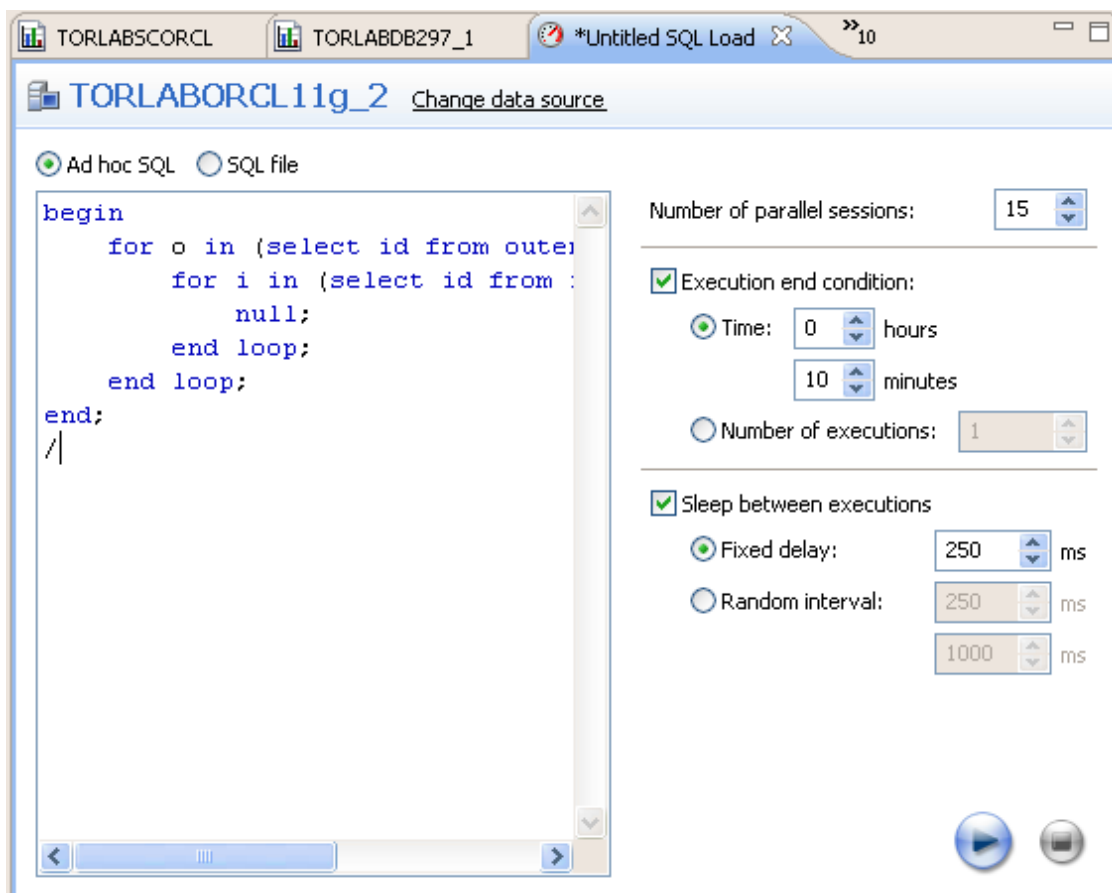 TORLABSCORCL TORLABDB297_1 *Untitled SQL Load »10
TORLABORCL11g_2 Change data source
Ad hoc SQL SQL file
begin
for o in (select id from outer
for i in (select id from
null;
end loop;
end loop;
end;
/
Number of parallel sessions: 15
Execution end condition:
Time: 0 hours
10 minutes
Number of executions: 1
Sleep between executions
Fixed delay: 250 ms
Random interval: 250 ms
1000 ms